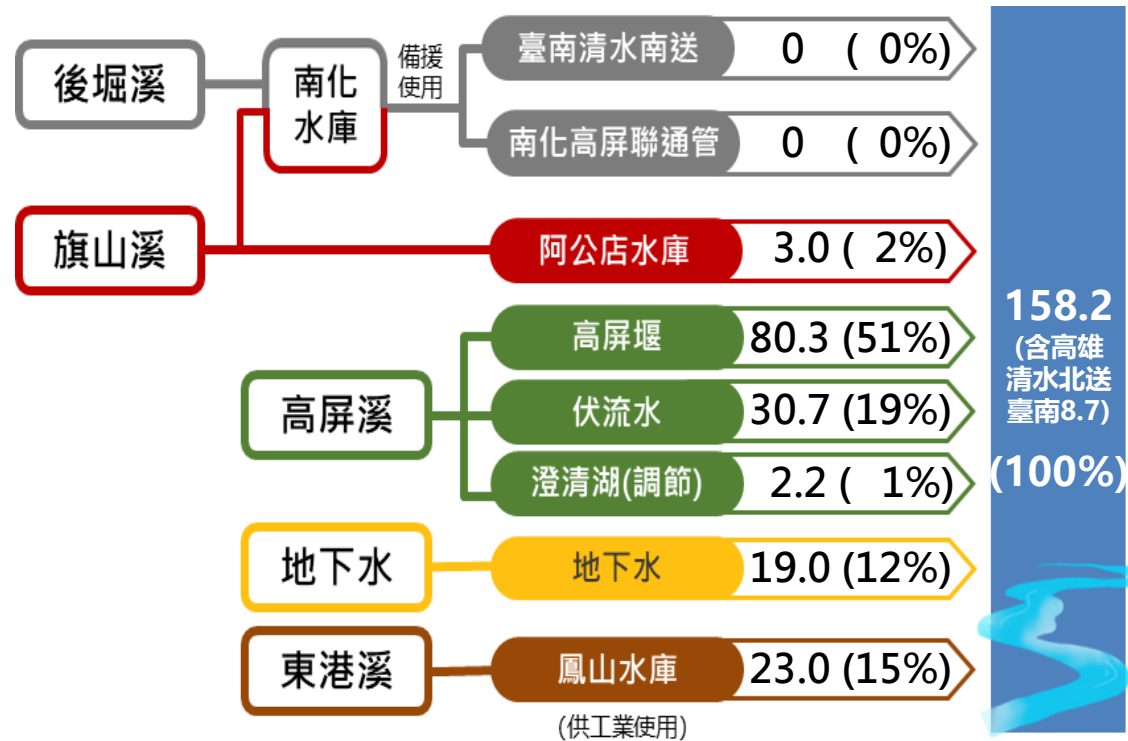 後堀溪
南化
水庫
備援
使用
臺南清水南送 0 ( 0%)
南化高屏聯通管 0 ( 0%)
旗山溪
阿公店水庫 3.0 ( 2%)
高屏溪
高屏堰 80.3 (51%)
伏流水 30.7 (19%)
澄清湖(調節) 2.2 ( 1%)
地下水
地下水 19.0 (12%)
東港溪
鳳山水庫 23.0 (15%)
(供工業使用)
158.2
(含高雄
清水北送
臺南8.7)
(100%)